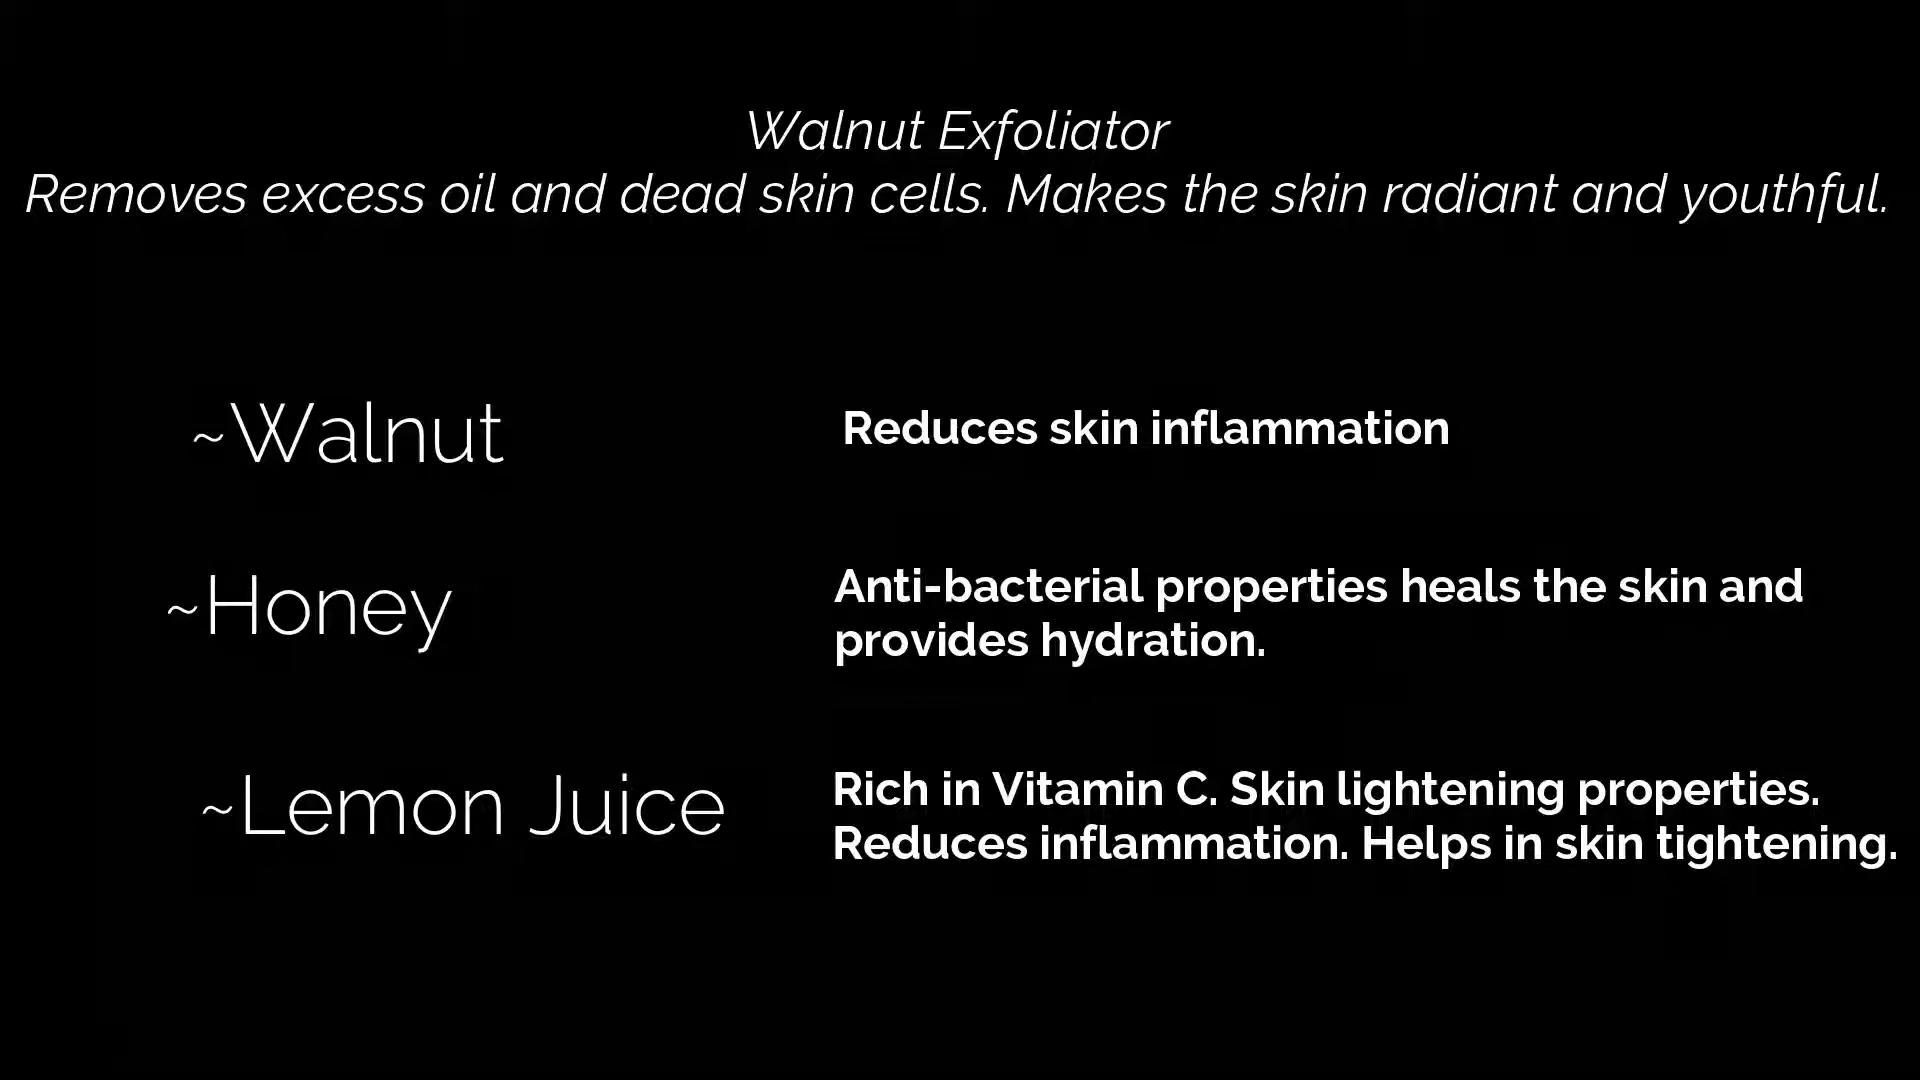 Walnut Exfoliator
Removes excess oil and dead skin cells. Makes the skin radiant and youthful.
~Walnut
Reduces skin inflammation
~Honey
Anti-bacterial properties heals the skin and
provides hydration.
~Lemon Juice
Rich in Vitamin C. Skin lightening properties.
Reduces inflammation. Helps in skin tightening.